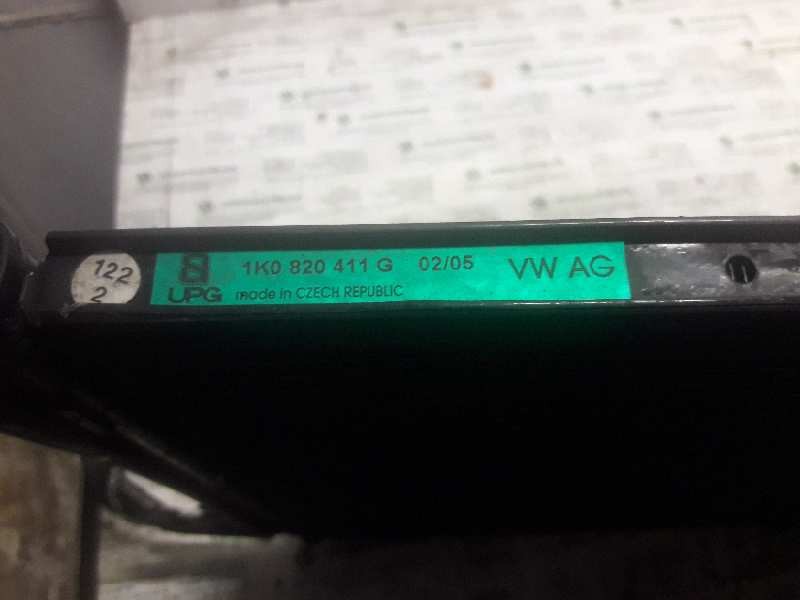 122
2
1K0 820 411 G 02/05 VW AG
UPG made in CZECH REPUBLIC